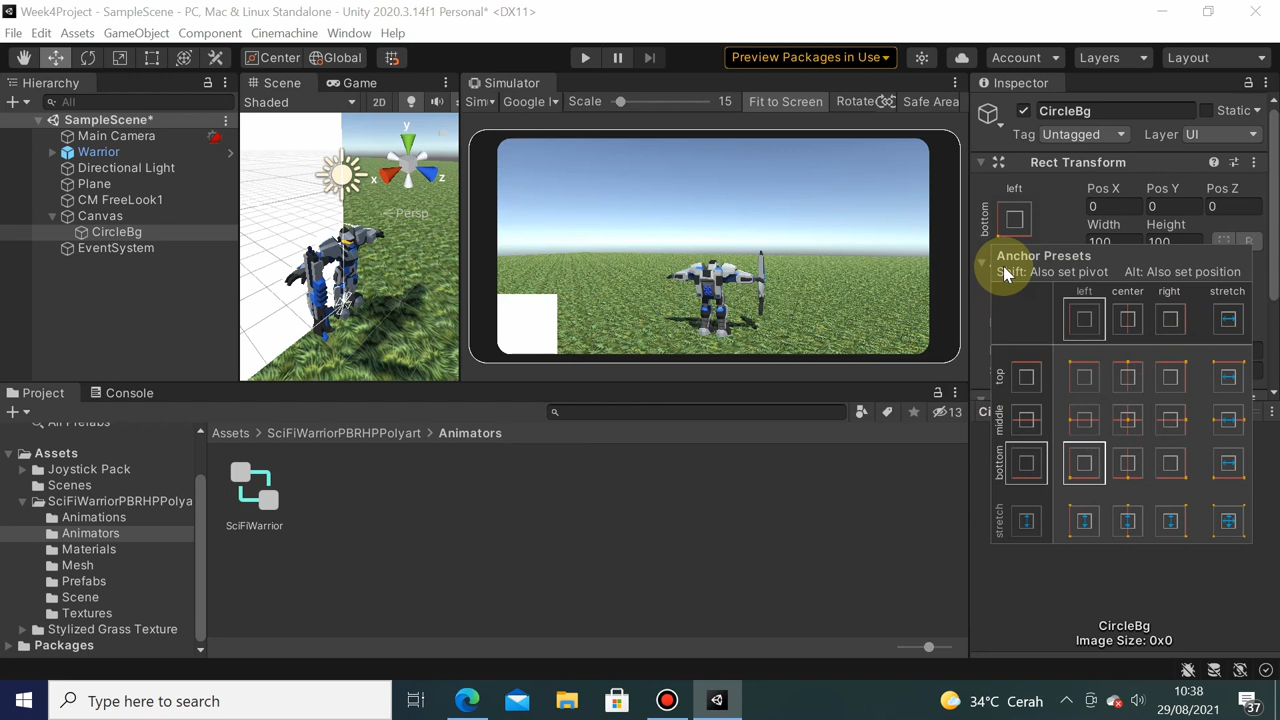 Week4Project - SampleScene - PC, Mac & Linux Standalone - Unity 2020.3.14f1 Personal* <DX11>
File Edit Assets GameObject Component Cinemachine Window Help
Center Global Preview Packages in Use Account Layers Layout
Hierarchy Scene Game Simulator Inspector
All Shaded 2D Google Scale 15 Fit to Screen Rotate Safe Area
CircleBg Static
SampleScene*
Main Camera
Tag Untagged Layer UI
Warrior
Rect Transform
Directional Light
Plane
left Pos X Pos Y Pos Z
CM FreeLook1
0 0 0
Canvas
bottom
Width Height
CircleBg
100 100
EventSystem
y
x
z
Persp
R
Anchor Presets
Shift: Also set pivot Alt: Also set position
left center right stretch
top
middle
bottom
stretch
Project Console
13
All Prefabs
Assets > SciFiWarriorPBRHPPolyart > Animators
Assets
Joystick Pack
Scenes
SciFiWarriorPBRHPPolya
Animations
Animators
Materials
Mesh
Prefabs
Scene
Textures
Stylized Grass Texture
Packages
SciFiWarrior
CircleBg
Image Size: 0x0
Type here to search
34°C Cerah
10:38
29/08/2021
37